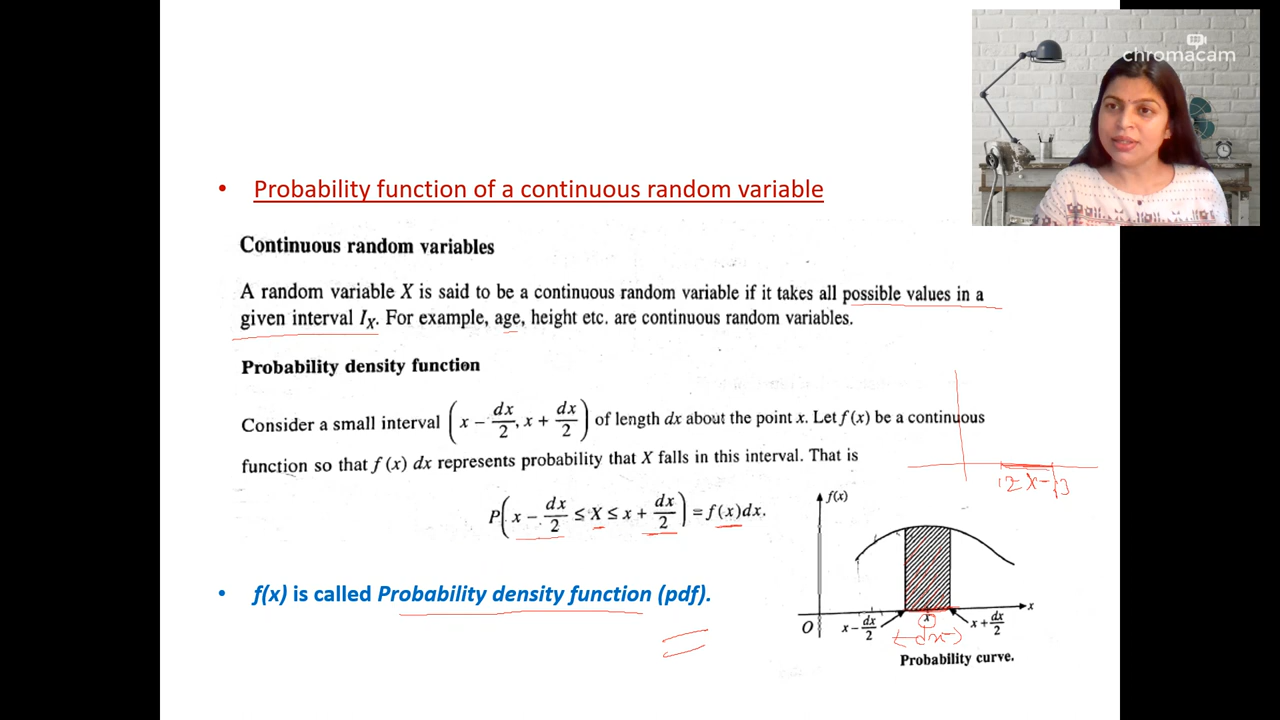 chromacam
• Probability function of a continuous random variable
Continuous random variables
A random variable X is said to be a continuous random variable if it takes all possible values in a
given interval I_X. For example, age, height etc. are continuous random variables.
Probability density function
Consider a small interval (x − dx/2, x + dx/2) of length dx about the point x. Let f(x) be a continuous
function so that f (x) dx represents probability that X falls in this interval. That is
P(x − dx/2 ≤ X ≤ x + dx/2) = f(x)dx.
• f(x) is called Probability density function (pdf).
f(x)
O
x − dx/2
x
x + dx/2
x
dx
Probability curve.